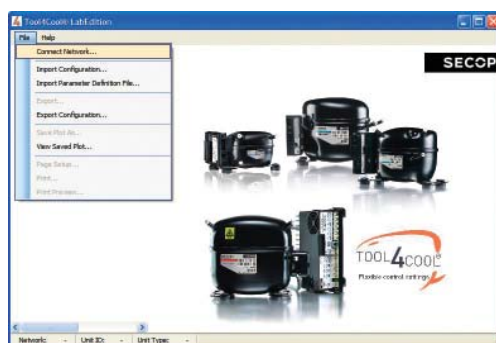 Tool4Cool® LabEdition
File Help
Connect Network...
Import Configuration...
Import Parameter Definition File...
Export...
Export Configuration...
Save Plot As...
View Saved Plot...
Page Setup...
Print...
Print Preview...
SECOP
TOOL4COOL®
Flexible control settings
Network: - Unit ID: - Unit Type: -